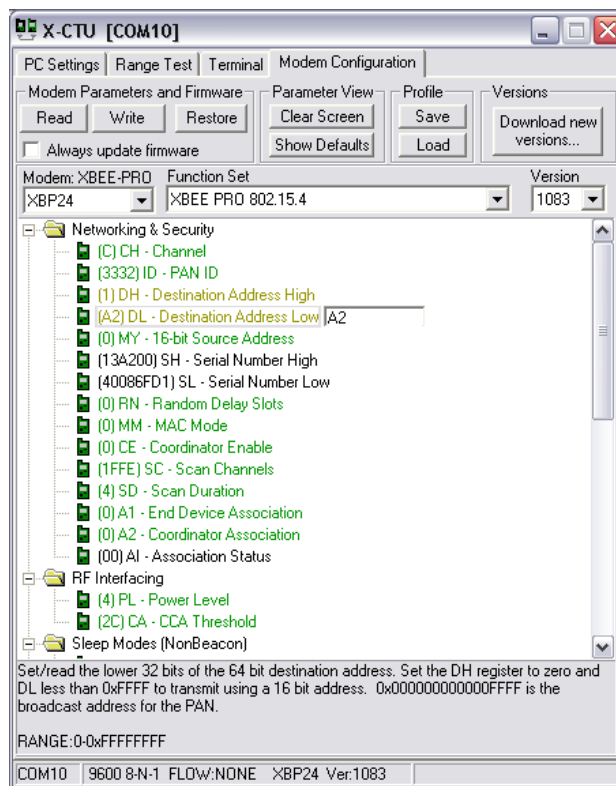 X-CTU [COM10]
PC Settings Range Test Terminal Modem Configuration
Modem Parameters and Firmware Parameter View Profile Versions
Read Write Restore Clear Screen Save Download new versions...
Always update firmware Show Defaults Load
Modem: XBEE-PRO Function Set Version
XBP24 XBEE PRO 802.15.4 1083
Networking & Security
(C) CH - Channel
(3332) ID - PAN ID
(1) DH - Destination Address High
(A2) DL - Destination Address Low A2
(0) MY - 16-bit Source Address
(13A200) SH - Serial Number High
(40086FD1) SL - Serial Number Low
(0) RN - Random Delay Slots
(0) MM - MAC Mode
(0) CE - Coordinator Enable
(1FFE) SC - Scan Channels
(4) SD - Scan Duration
(0) A1 - End Device Association
(0) A2 - Coordinator Association
(00) AI - Association Status
RF Interfacing
(4) PL - Power Level
(2C) CA - CCA Threshold
Sleep Modes (NonBeacon)
Set/read the lower 32 bits of the 64 bit destination address. Set the DH register to zero and
DL less than 0xFFFF to transmit using a 16 bit address. 0x000000000000FFFF is the
broadcast address for the PAN.
RANGE:0-0xFFFFFFFF
COM10 9600 8-N-1 FLOW:NONE XBP24 Ver:1083